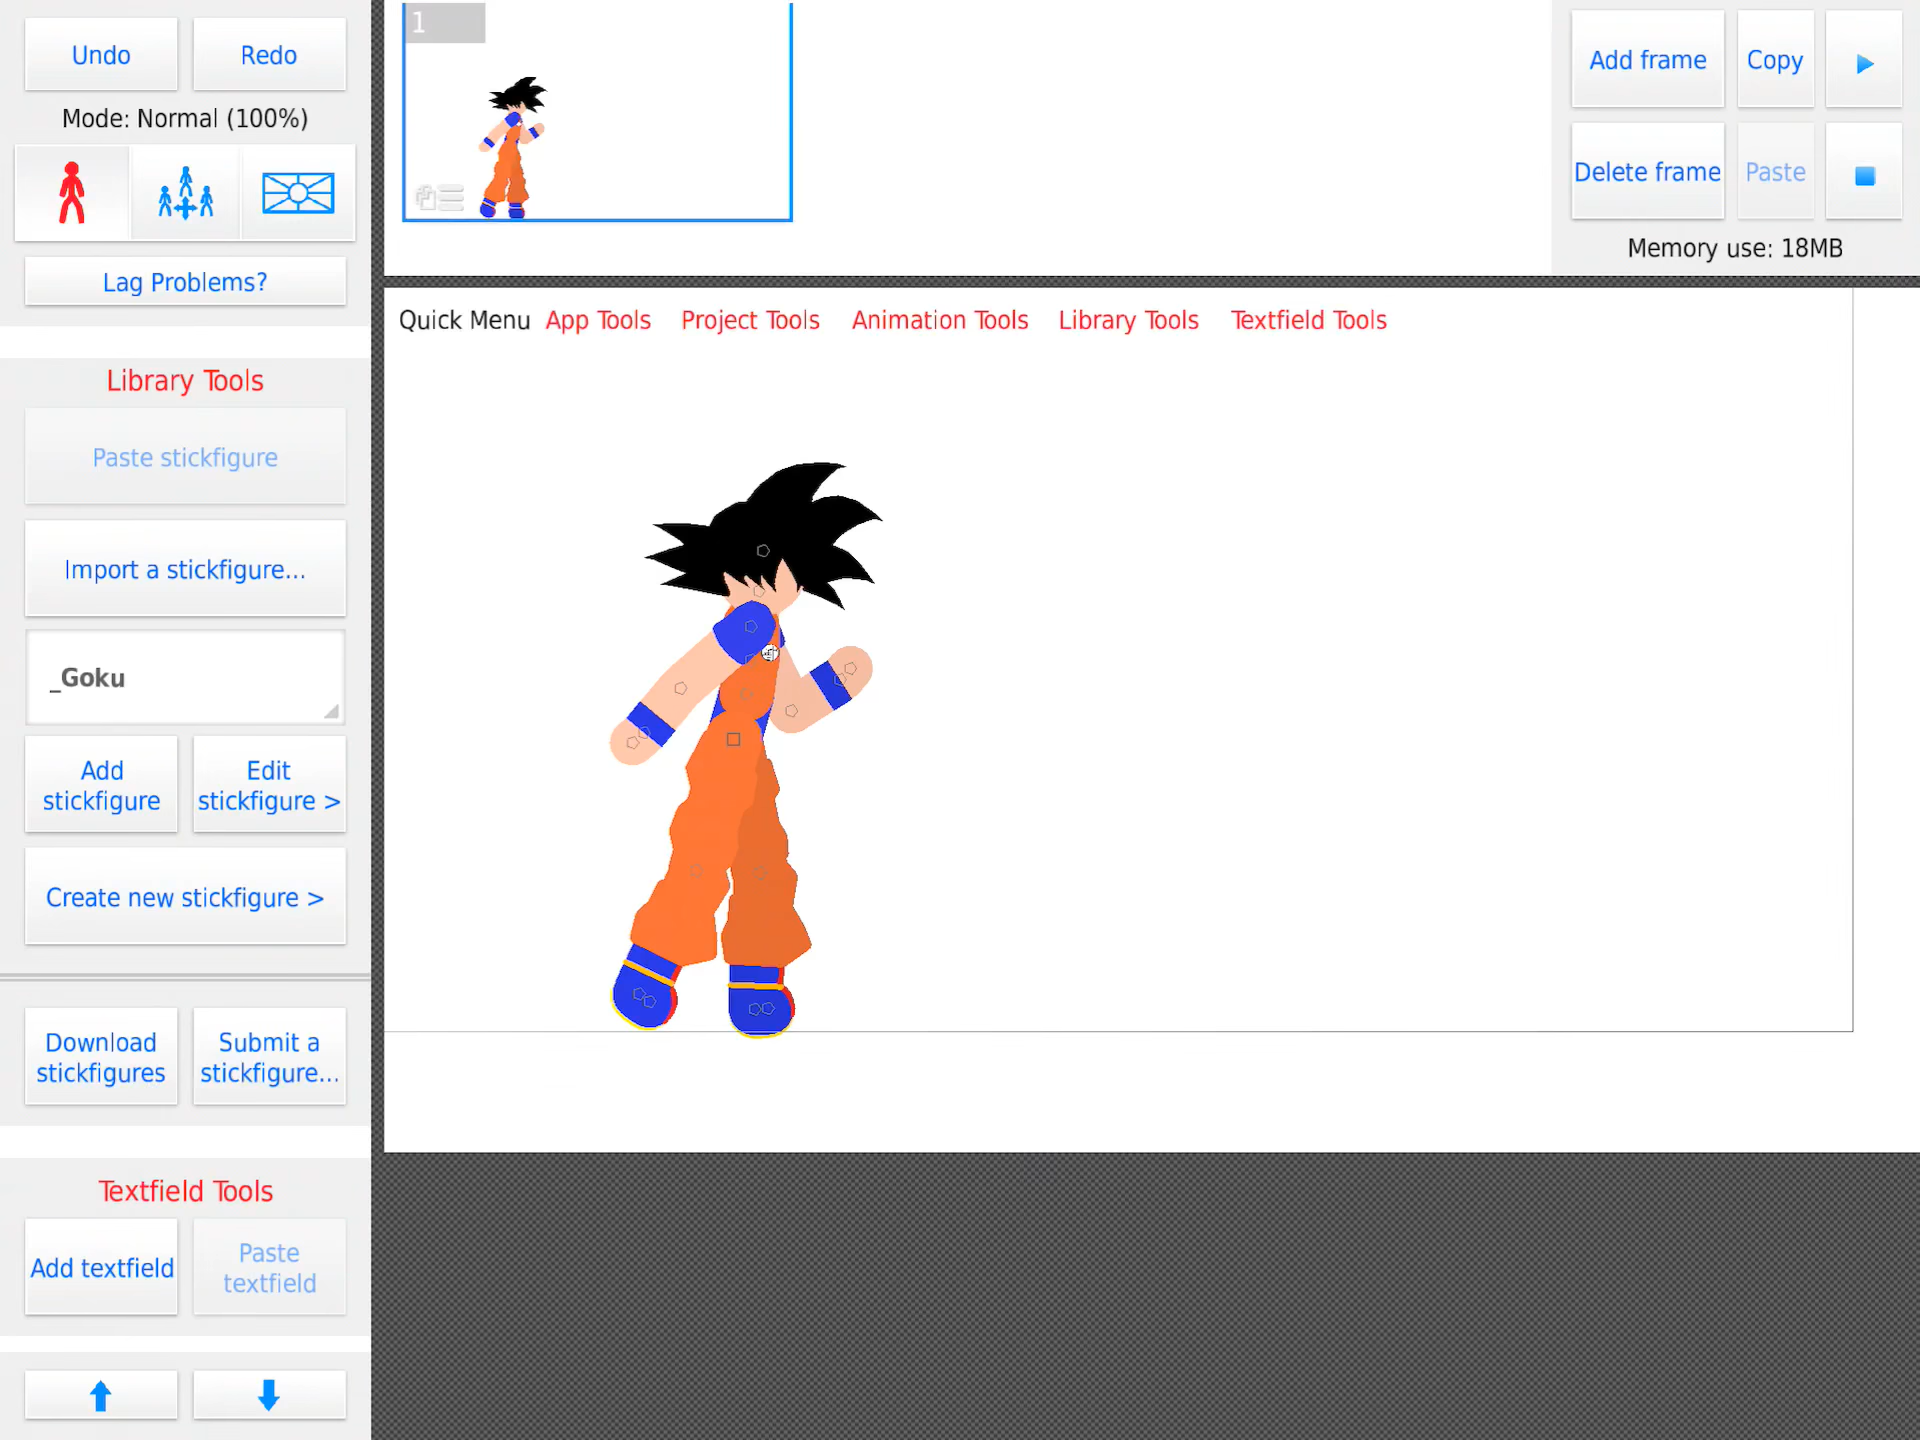 Undo
Redo
Mode: Normal (100%)
Lag Problems?
Library Tools
Paste stickfigure
Import a stickfigure...
_Goku
Add
stickfigure
Edit
stickfigure >
Create new stickfigure >
Download
stickfigures
Submit a
stickfigure...
Textfield Tools
Add textfield
Paste
textfield
1
Add frame
Copy
Delete frame
Paste
Memory use: 18MB
Quick Menu App Tools Project Tools Animation Tools Library Tools Textfield Tools